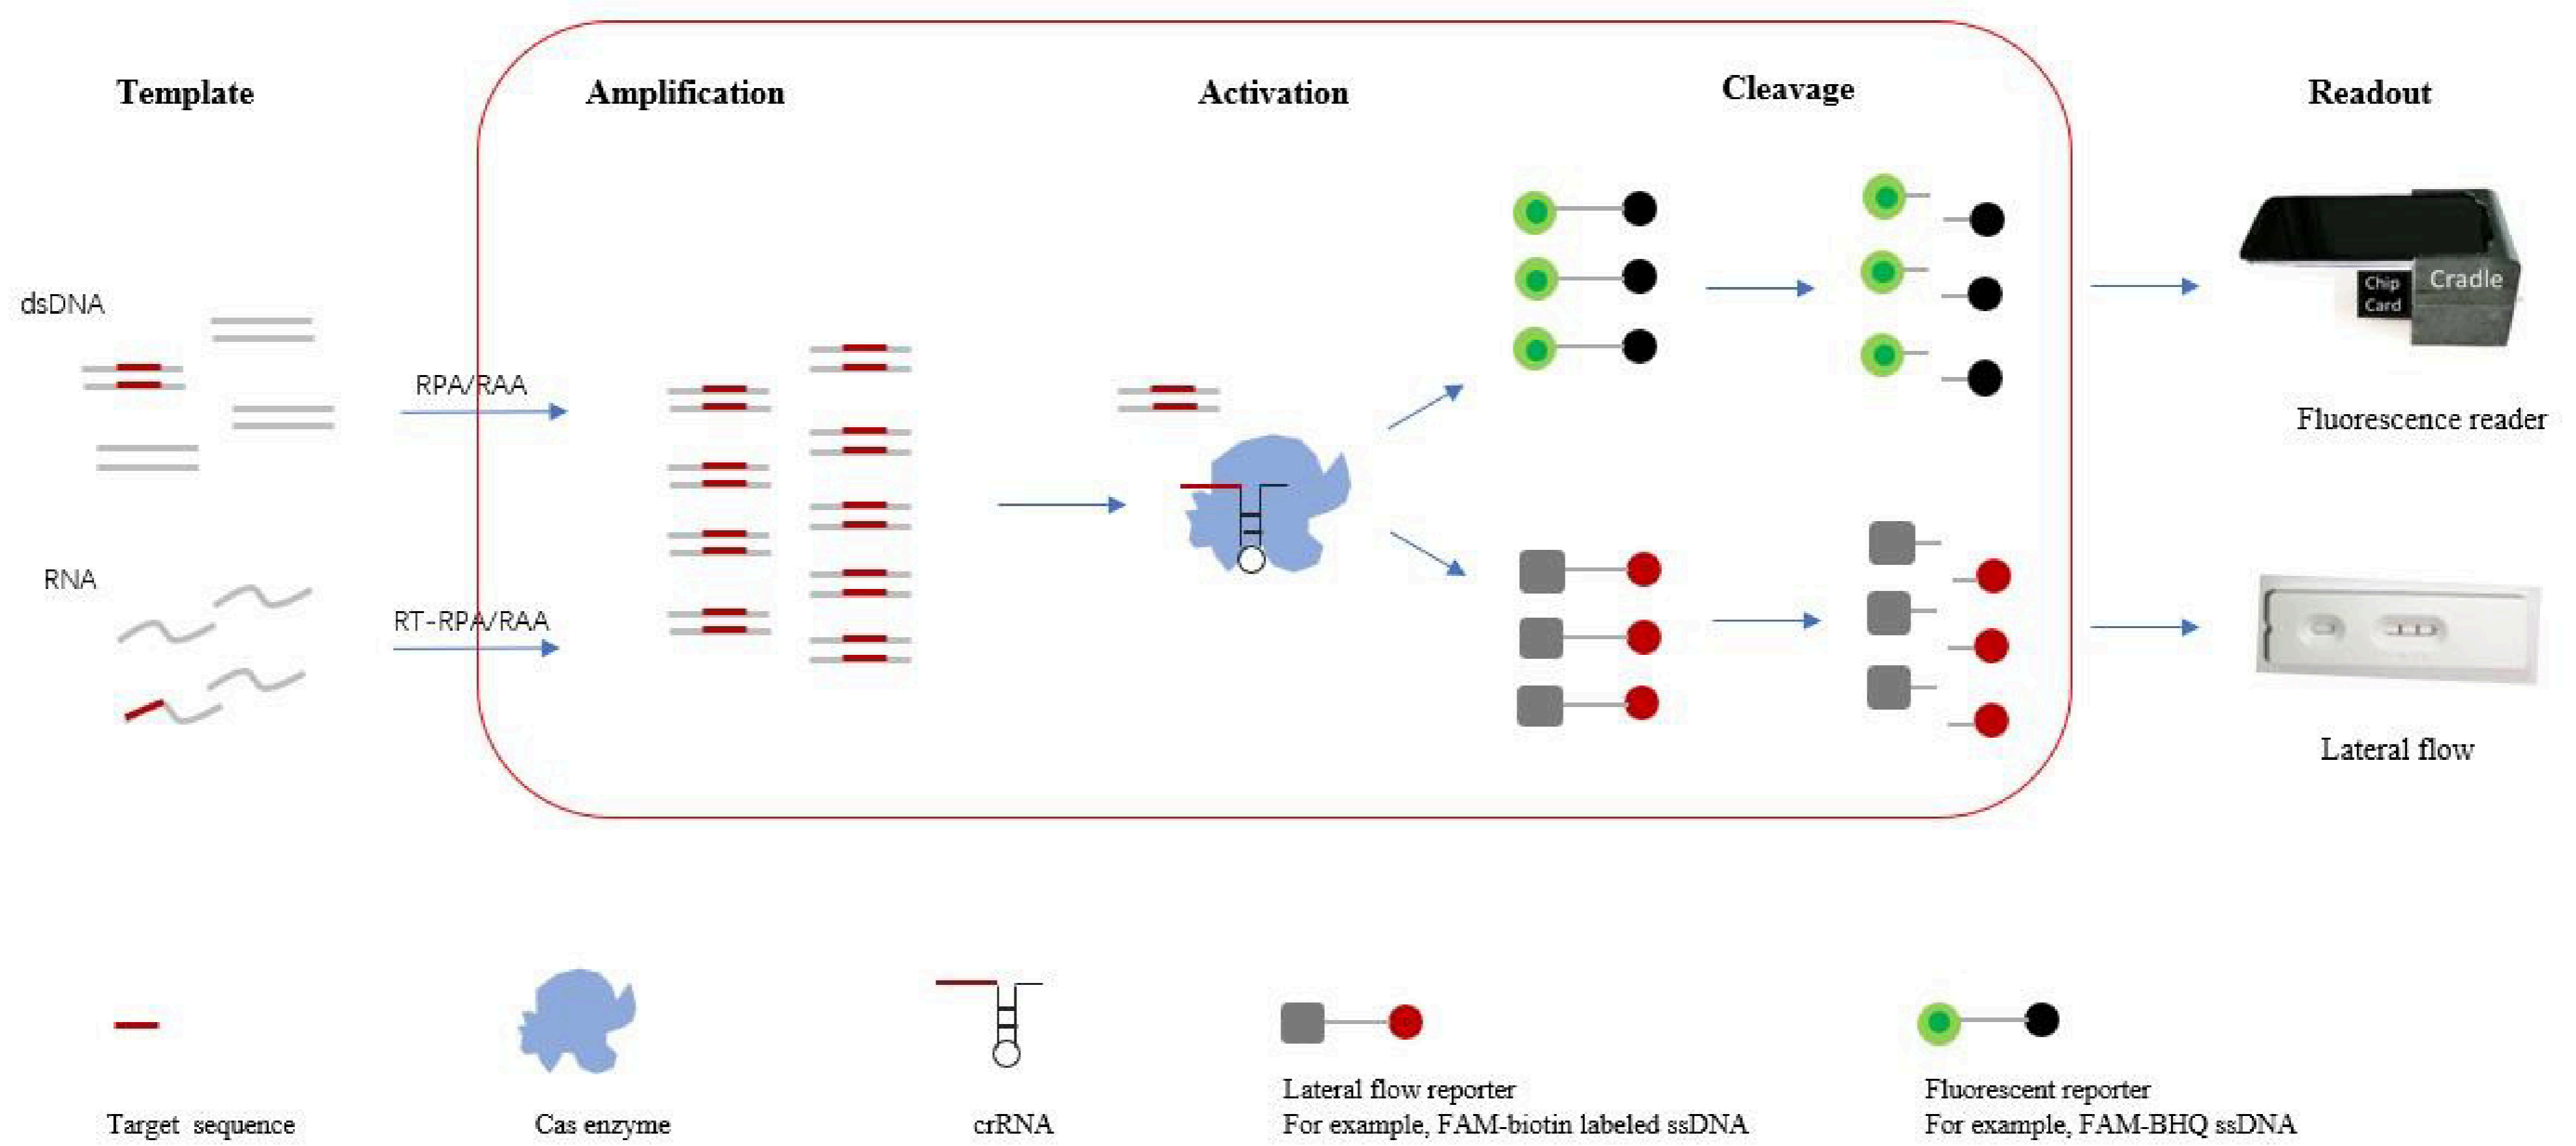 Template
Amplification
Activation
Cleavage
Readout
dsDNA
RPA/RAA
Chip
Card
Cradle
Fluorescence reader
RNA
RT-RPA/RAA
Lateral flow
Target sequence
Cas enzyme
crRNA
Lateral flow reporter
For example, FAM-biotin labeled ssDNA
Fluorescent reporter
For example, FAM-BHQ ssDNA